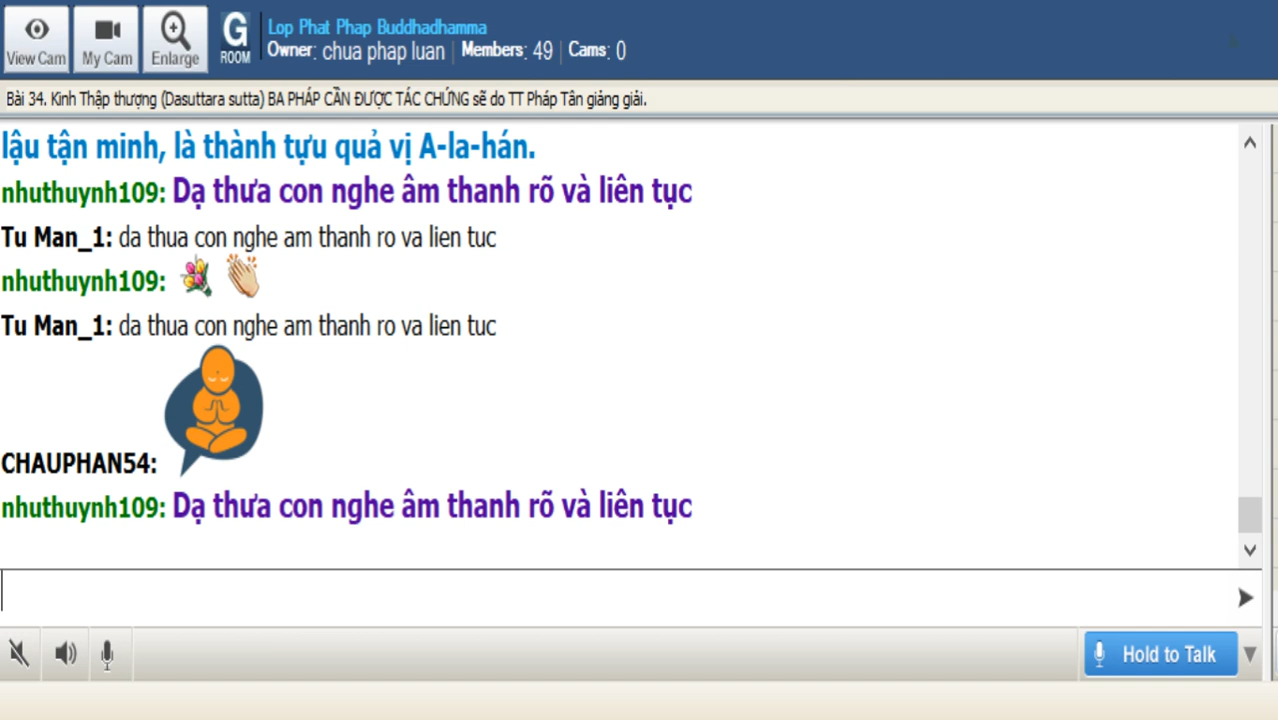 View Cam
My Cam
Enlarge
G
ROOM
Lop Phat Phap Buddhadhamma
Owner: chua phap luan | Members: 49 | Cams: 0
Bài 34. Kinh Thập thượng (Dasuttara sutta) BA PHÁP CẦN ĐƯỢC TÁC CHỨNG sẽ do TT Pháp Tân giảng giải.
lậu tận minh, là thành tựu quả vị A-la-hán.
nhuthuynh109: Dạ thưa con nghe âm thanh rõ và liên tục
Tu Man_1: da thua con nghe am thanh ro va lien tuc
nhuthuynh109:
Tu Man_1: da thua con nghe am thanh ro va lien tuc
CHAUPHAN54:
nhuthuynh109: Dạ thưa con nghe âm thanh rõ và liên tục
Hold to Talk